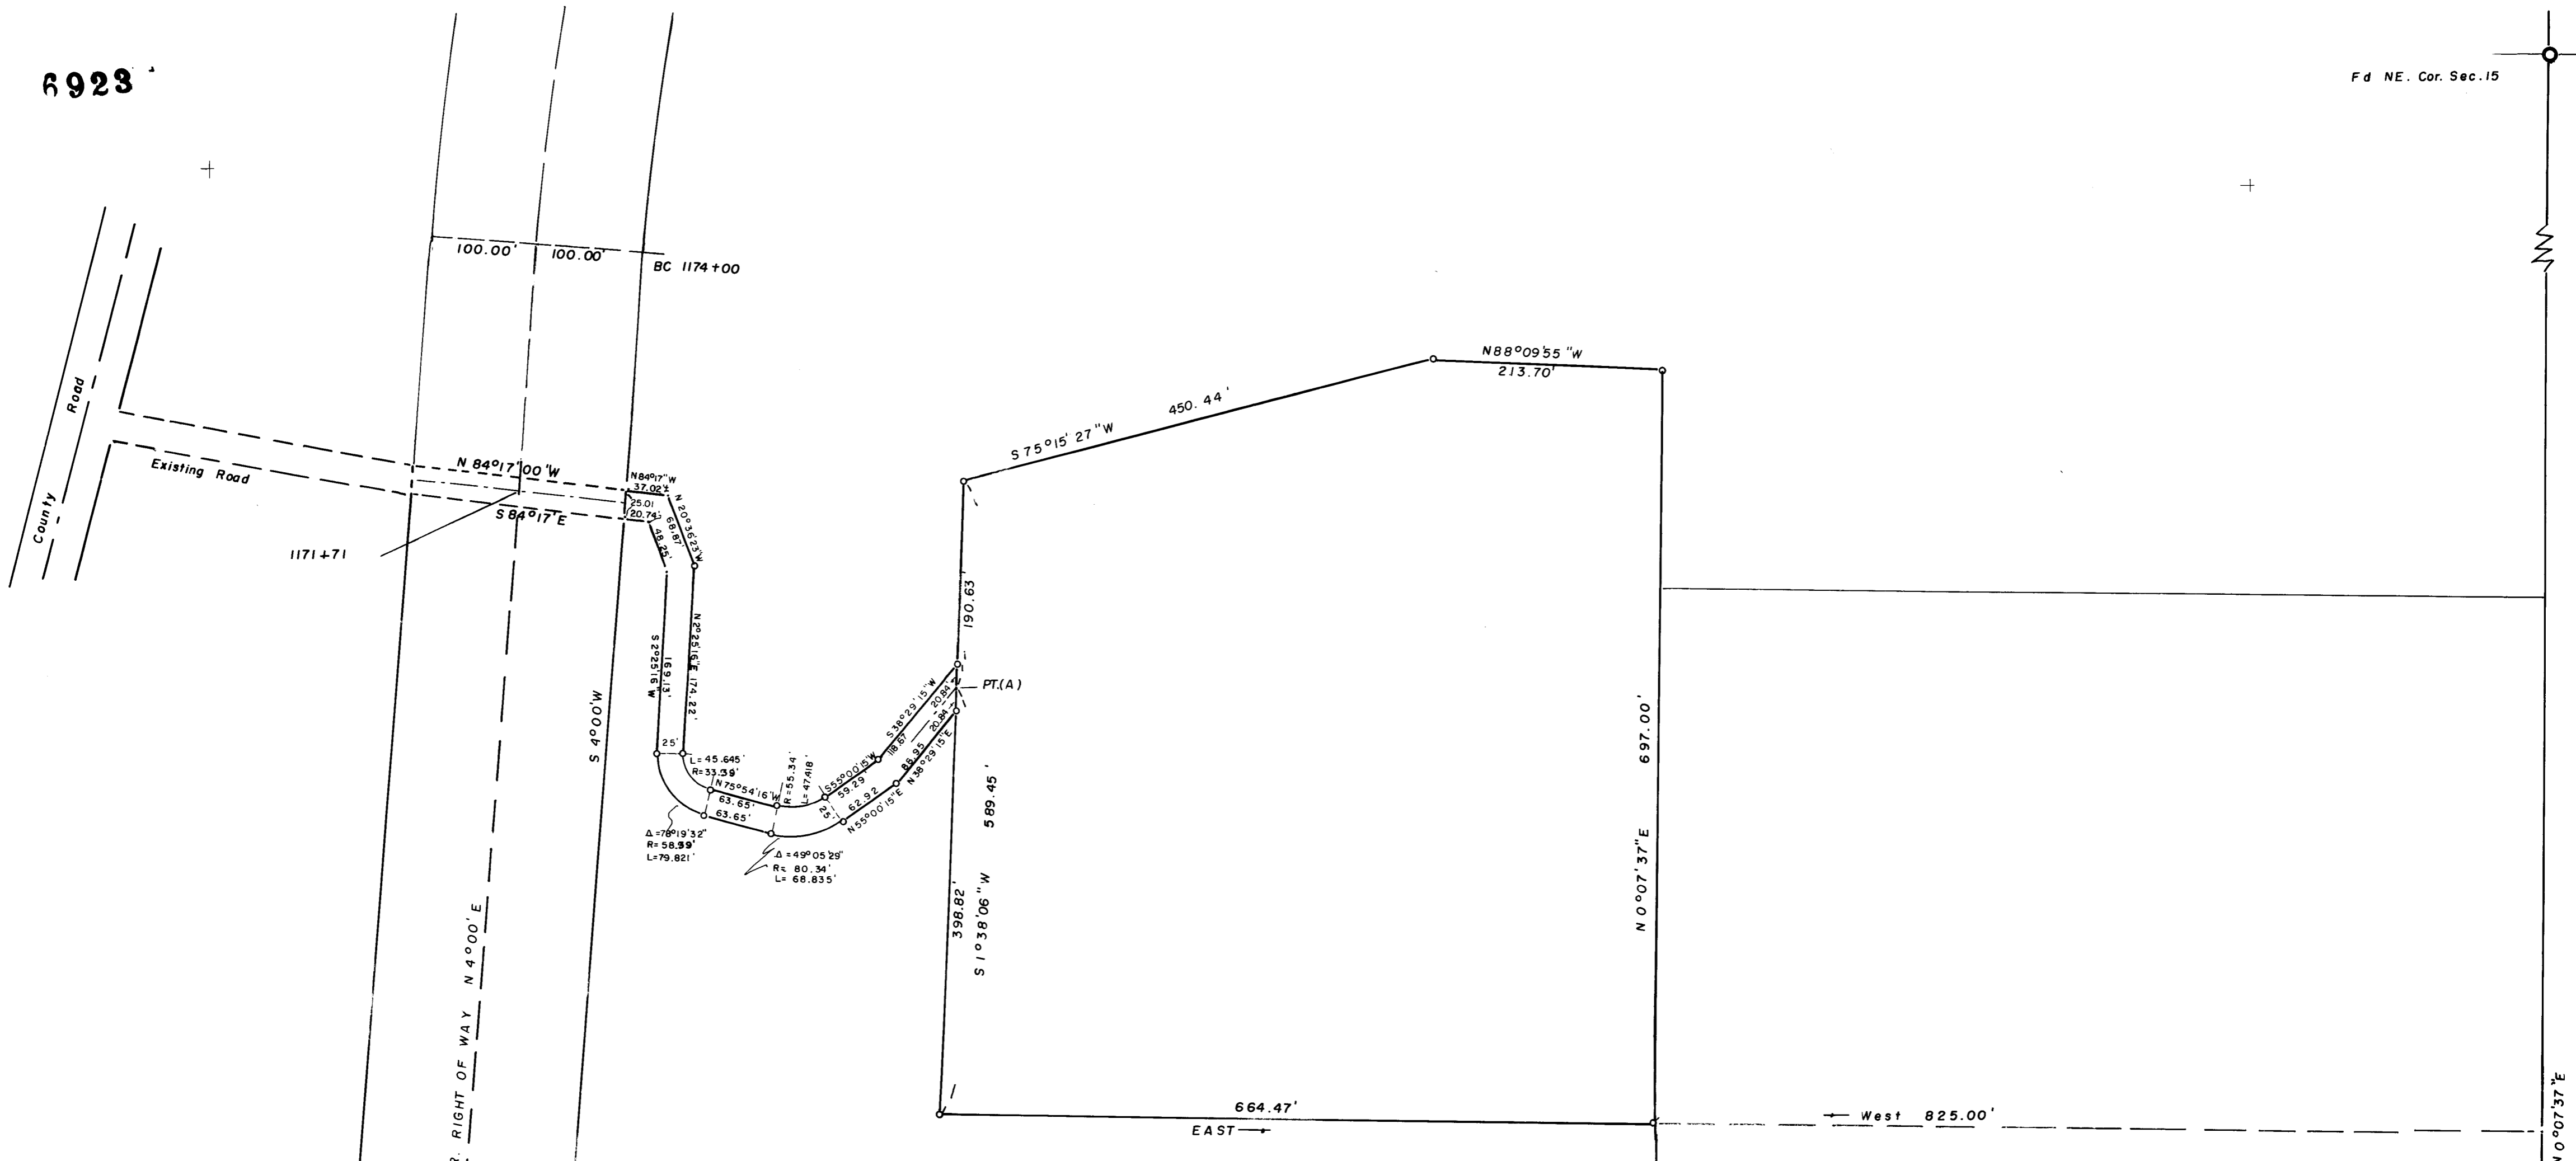 6923
Fd NE. Cor. Sec. 15
100.00' 100.00'
BC 1174+00
County Road
Existing Road
N 84°17'00"W
S 84°17'E
1171+71
N84°17"W
37.02'±
25.01
20.74'
N 20°36'23"W
68.87'
48.25'
S 2°25'16"W
169.13'
N2°25'16"E 174.22'
25'
L= 45.645'
R=33.39'
N75°54'16"W
63.65'
63.65'
Δ=78°19'32"
R= 58.39'
L=79.821'
R=55.34'
L= 47.418'
Δ=49°05'29"
R= 80.34'
L= 68.835'
S55°00'15"W
59.29'
25'
62.92
N55°00'15"E
S38°29'15"W
118.67
86.95
N38°29'15"E
20.84'
20.84'
PT.(A)
190.63'
S 75°15'27"W 450.44'
N88°09'55"W
213.70'
697.00'
N0°07'37"E
589.45'
S 1°38'06"W
398.82'
664.47'
EAST
West 825.00'
N 0°07'37"E
S 4°00'W
R. RIGHT OF WAY N 4°00' E